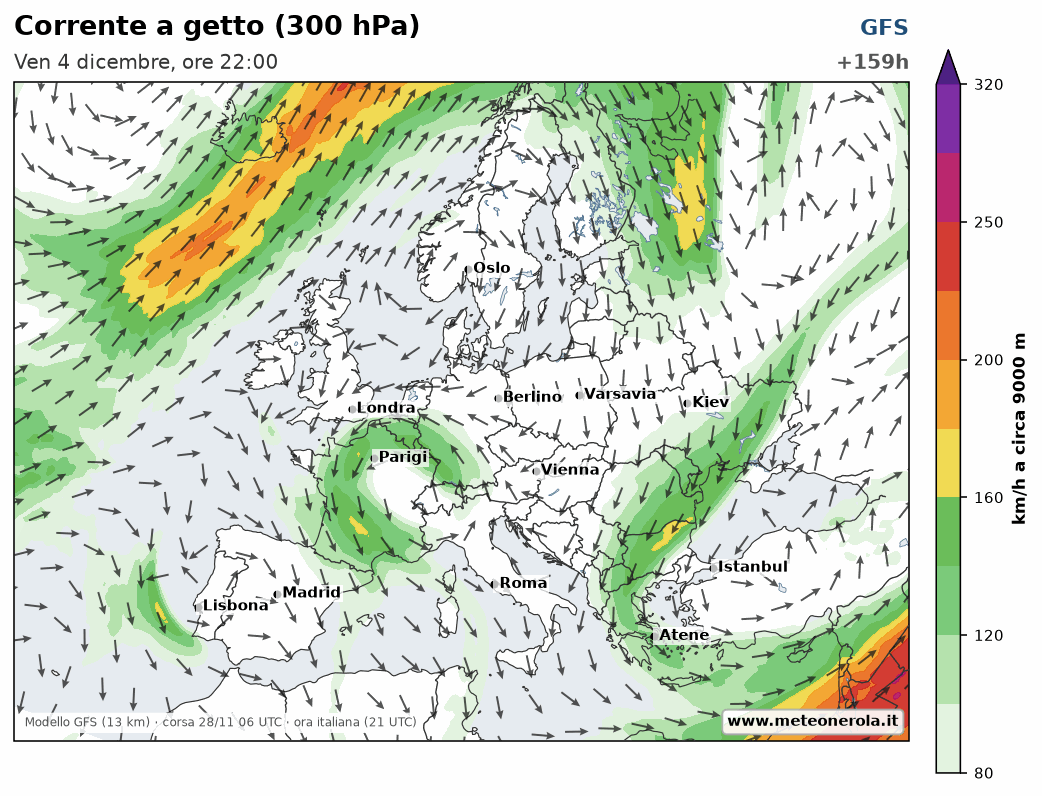 Corrente a getto (300 hPa)
GFS
Ven 4 dicembre, ore 22:00
+159h
320
250
200
160
120
80
km/h a circa 9000 m
Oslo
Berlino
Varsavia
Kiev
Londra
Parigi
Vienna
Istanbul
Roma
Madrid
Lisbona
Atene
Modello GFS (13 km) · corsa 28/11 06 UTC · ora italiana (21 UTC)
www.meteonerola.it